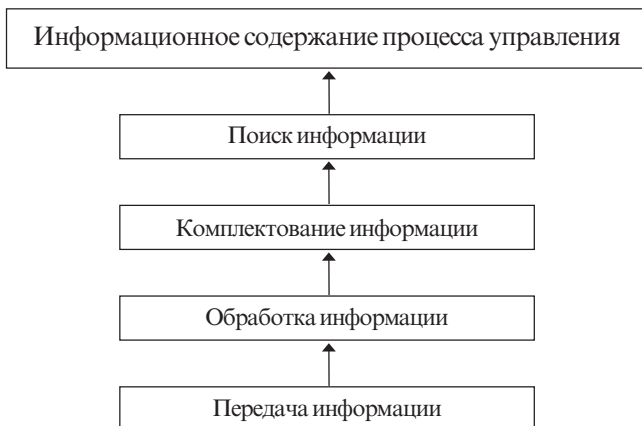 Информационное содержание процесса управления
Поиск информации
Комплектование информации
Обработка информации
Передача информации